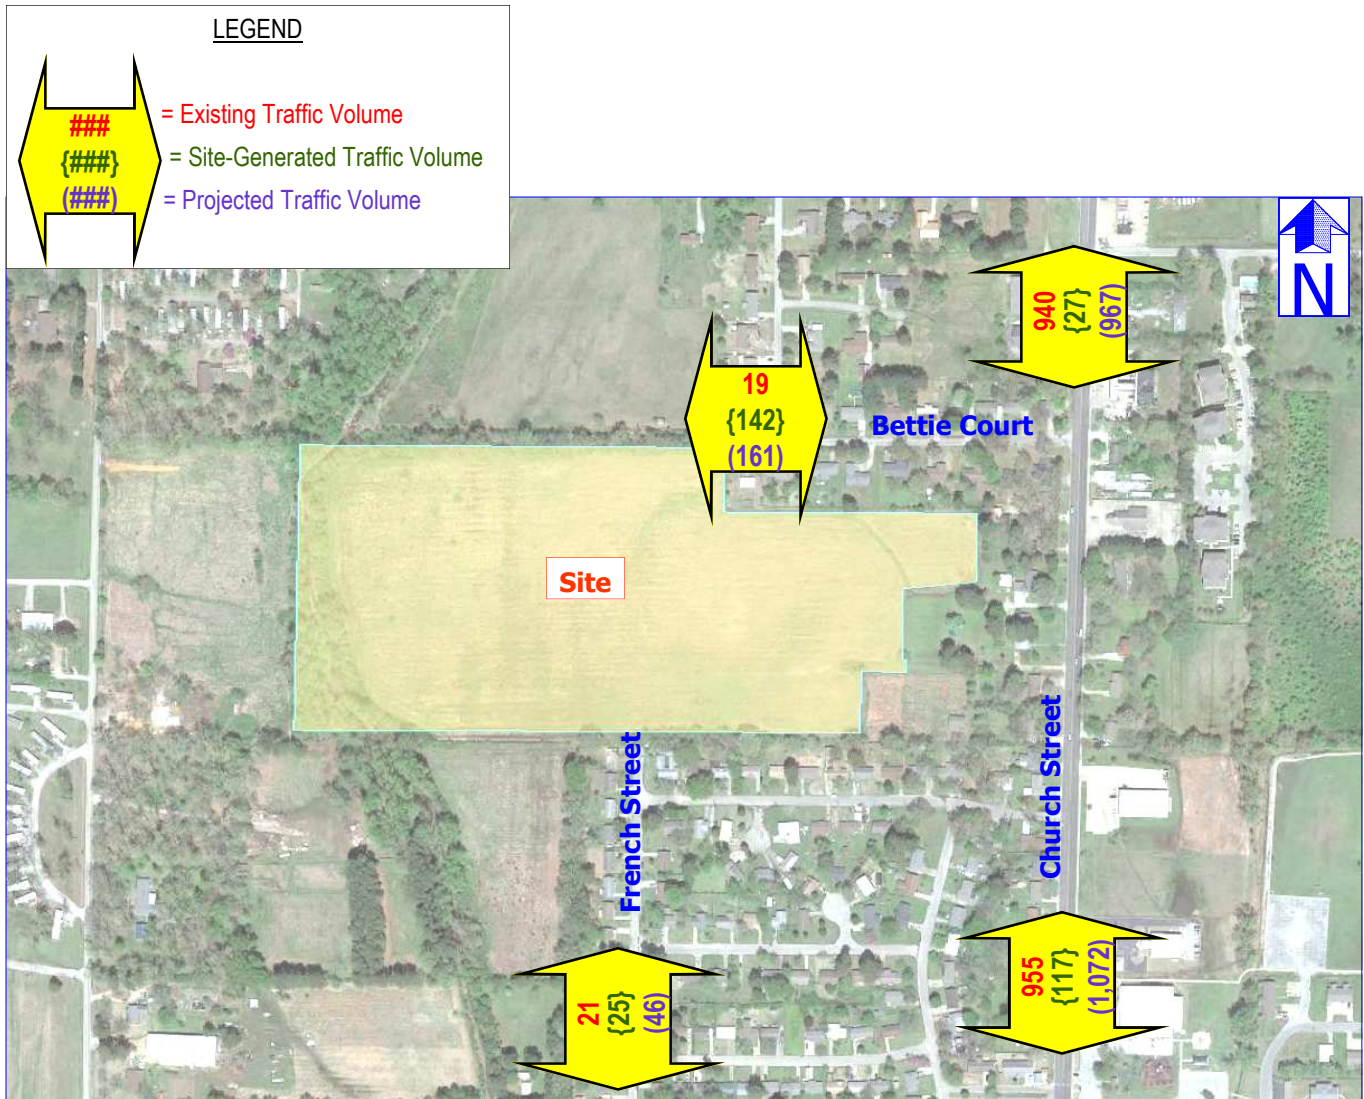 LEGEND
###
{###}
(###)
= Existing Traffic Volume
= Site-Generated Traffic Volume
= Projected Traffic Volume
N
940
{27}
(967)
19
{142}
(161)
Bettie Court
Site
French Street
Church Street
21
{25}
(46)
955
{117}
(1,072)